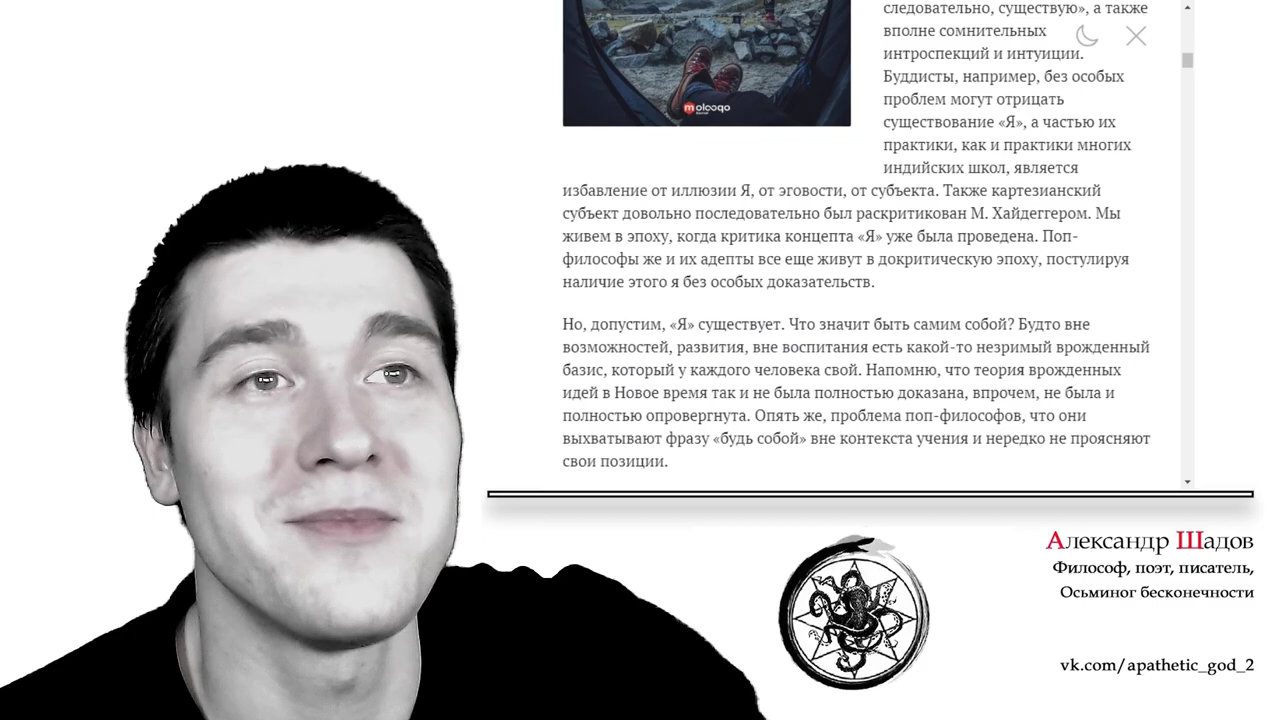 следовательно, существую», а также
вполне сомнительных
интроспекций и интуиции.
Буддисты, например, без особых
проблем могут отрицать
существование «Я», а частью их
практики, как и практики многих
индийских школ, является
избавление от иллюзии Я, от эговости, от субъекта. Также картезианский
субъект довольно последовательно был раскритикован М. Хайдеггером. Мы
живем в эпоху, когда критика концепта «Я» уже была проведена. Поп-
философы же и их адепты все еще живут в докритическую эпоху, постулируя
наличие этого я без особых доказательств.
Но, допустим, «Я» существует. Что значит быть самим собой? Будто вне
возможностей, развития, вне воспитания есть какой-то незримый врожденный
базис, который у каждого человека свой. Напомню, что теория врожденных
идей в Новое время так и не была полностью доказана, впрочем, не была и
полностью опровергнута. Опять же, проблема поп-философов, что они
выхватывают фразу «будь собой» вне контекста учения и нередко не проясняют
свои позиции.
Александр Шадов
Философ, поэт, писатель,
Осьминог бесконечности
vk.com/apathetic_god_2